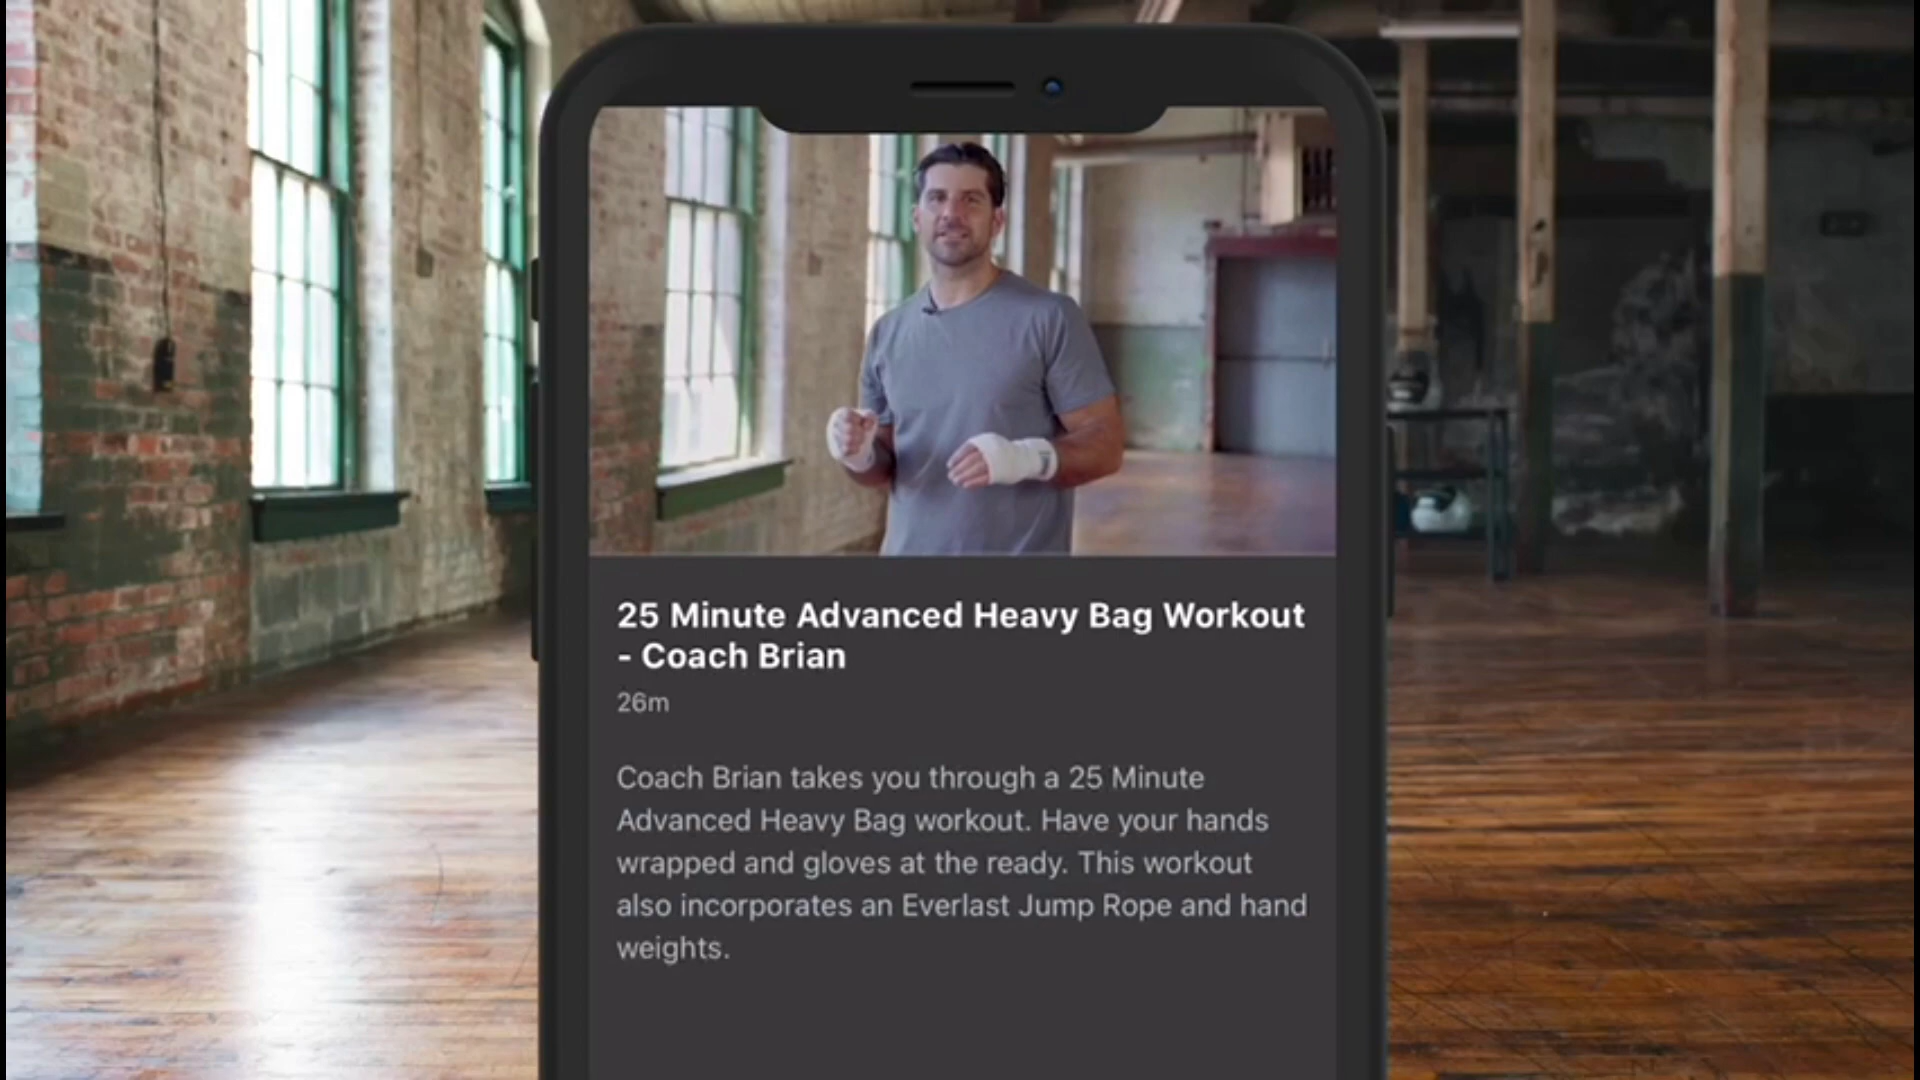 25 Minute Advanced Heavy Bag Workout
- Coach Brian
26m
Coach Brian takes you through a 25 Minute
Advanced Heavy Bag workout. Have your hands
wrapped and gloves at the ready. This workout
also incorporates an Everlast Jump Rope and hand
weights.